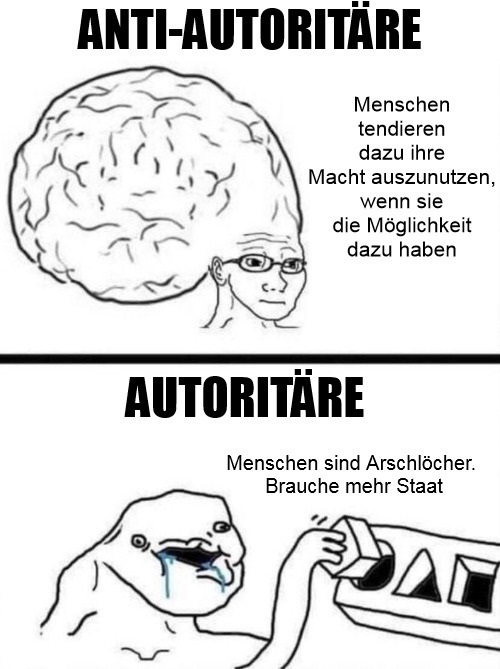 ANTI-AUTORITÄRE
Menschen
tendieren
dazu ihre
Macht auszunutzen,
wenn sie
die Möglichkeit
dazu haben
AUTORITÄRE
Menschen sind Arschlöcher.
Brauche mehr Staat